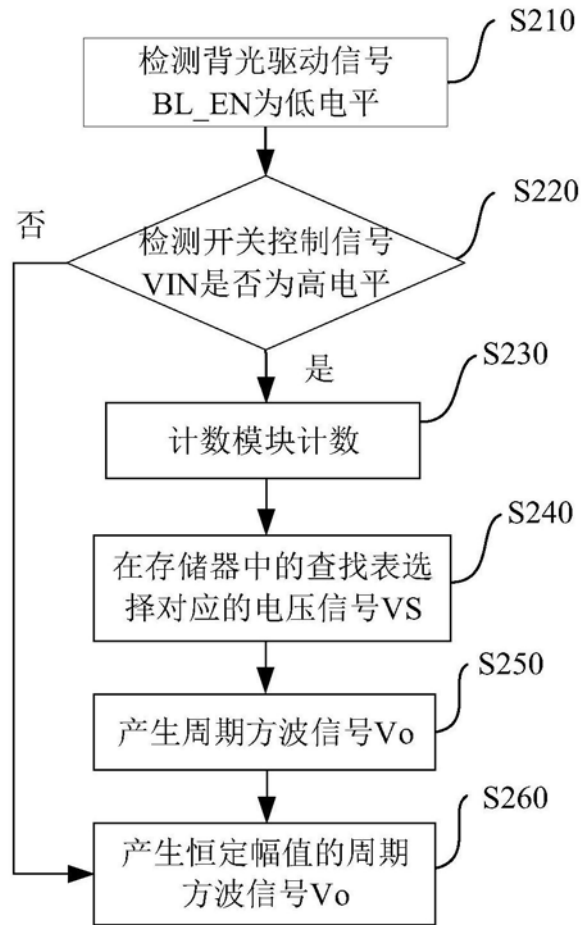 S210
检测背光驱动信号
BL_EN为低电平
S220
否
检测开关控制信号
VIN是否为高电平
是
S230
计数模块计数
S240
在存储器中的查找表选
择对应的电压信号VS
S250
产生周期方波信号Vo
S260
产生恒定幅值的周期
方波信号Vo